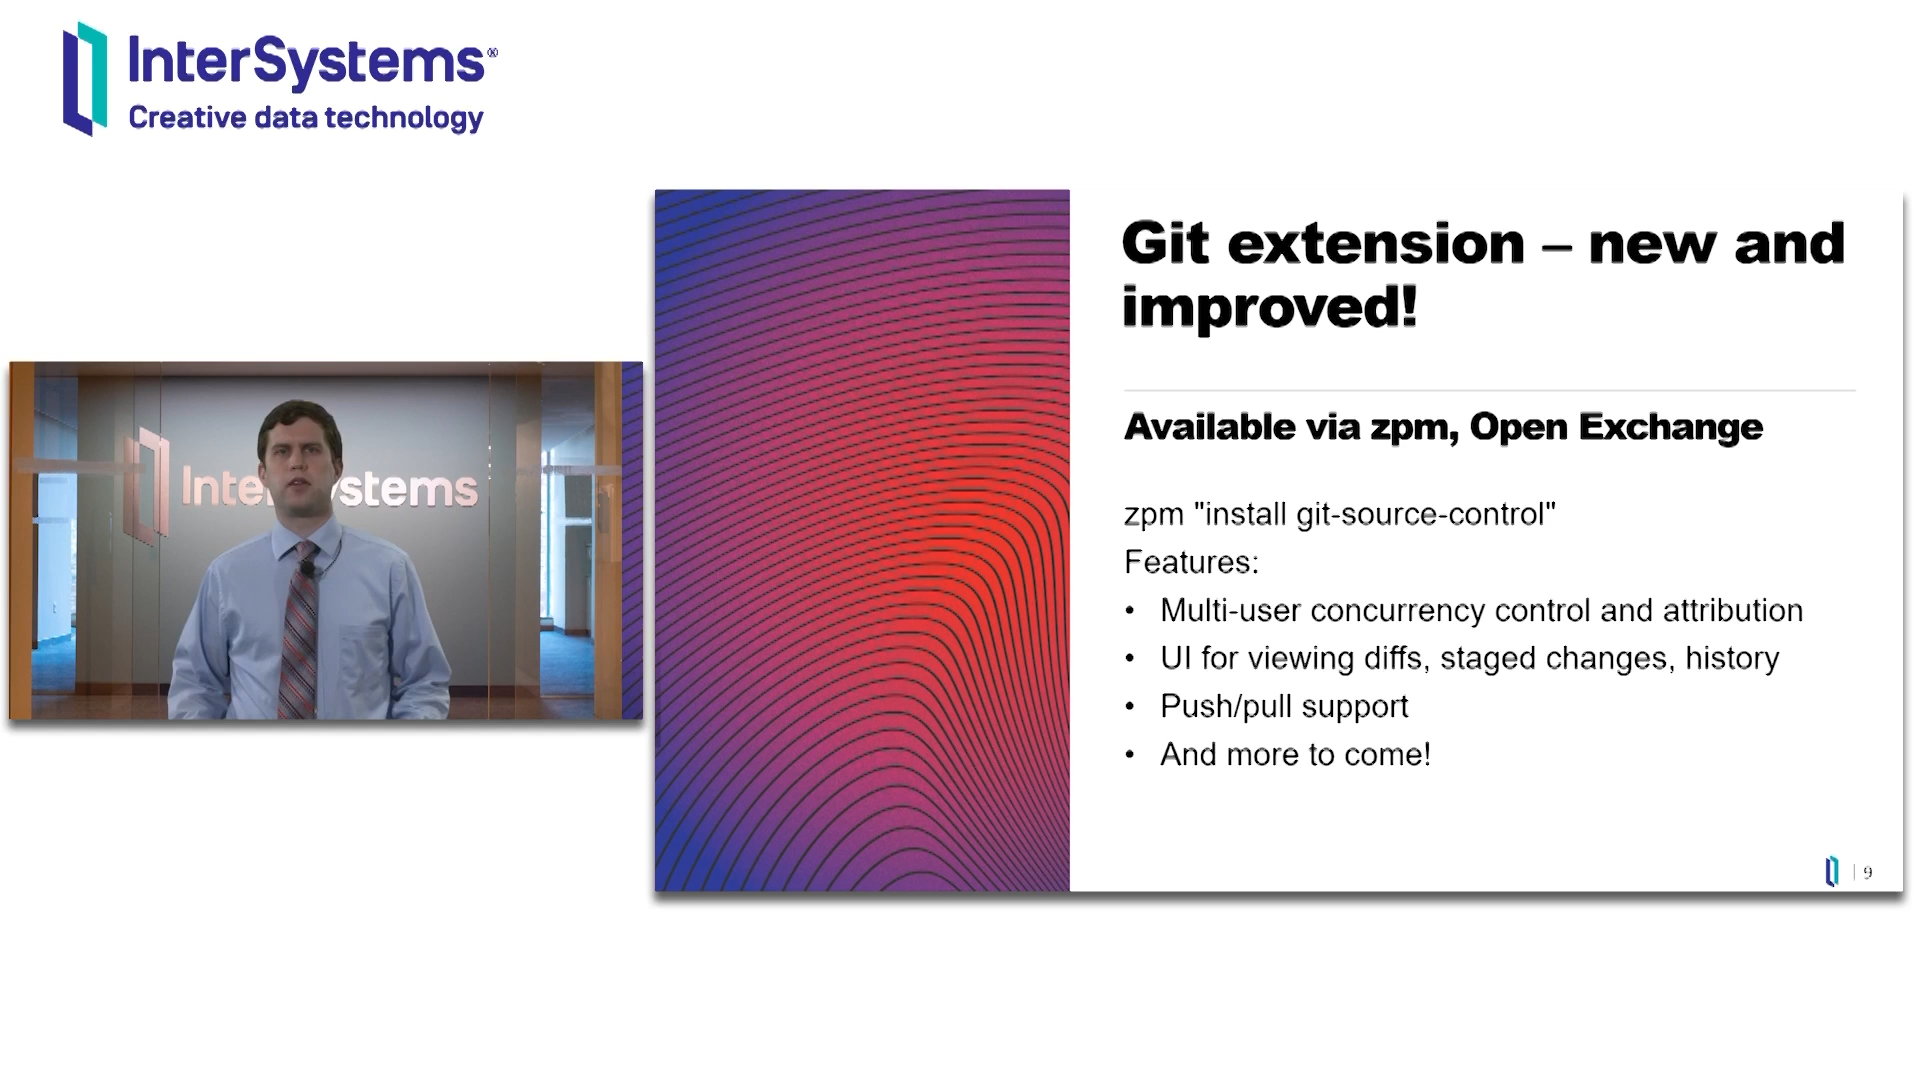 InterSystems®
Creative data technology
Git extension – new and
improved!
Available via zpm, Open Exchange
zpm "install git-source-control"
Features:
• Multi-user concurrency control and attribution
• UI for viewing diffs, staged changes, history
• Push/pull support
• And more to come!
Inte stems
| 9